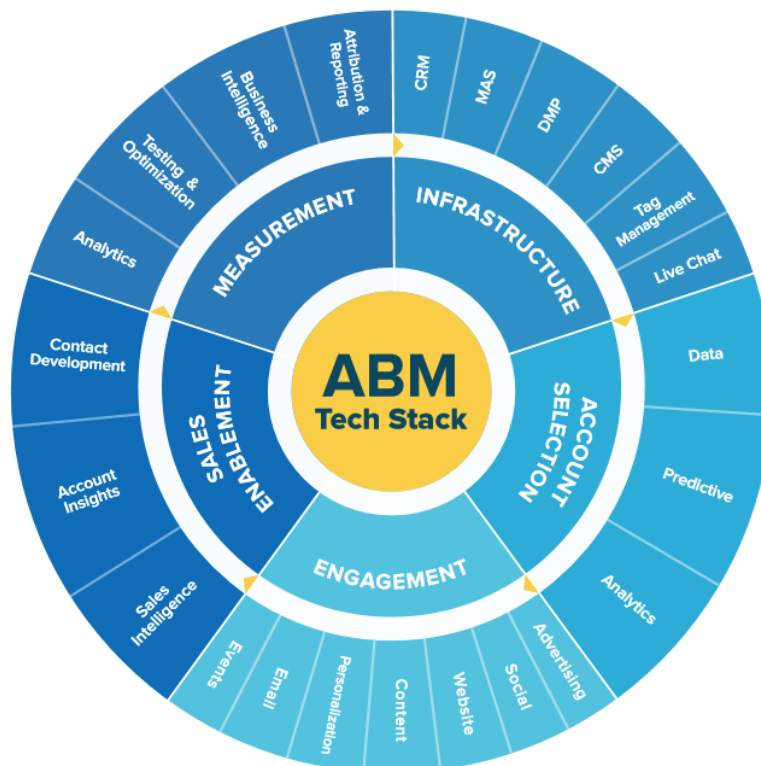 ABM
Tech Stack
INFRASTRUCTURE
CRM
MAS
DMP
CMS
Tag
Management
Live Chat
ACCOUNT
SELECTION
Data
Predictive
Analytics
ENGAGEMENT
Advertising
Social
Website
Content
Personalization
Email
Events
SALES
ENABLEMENT
Sales
Intelligence
Account
Insights
Contact
Development
MEASUREMENT
Analytics
Testing &
Optimization
Business
Intelligence
Attribution &
Reporting